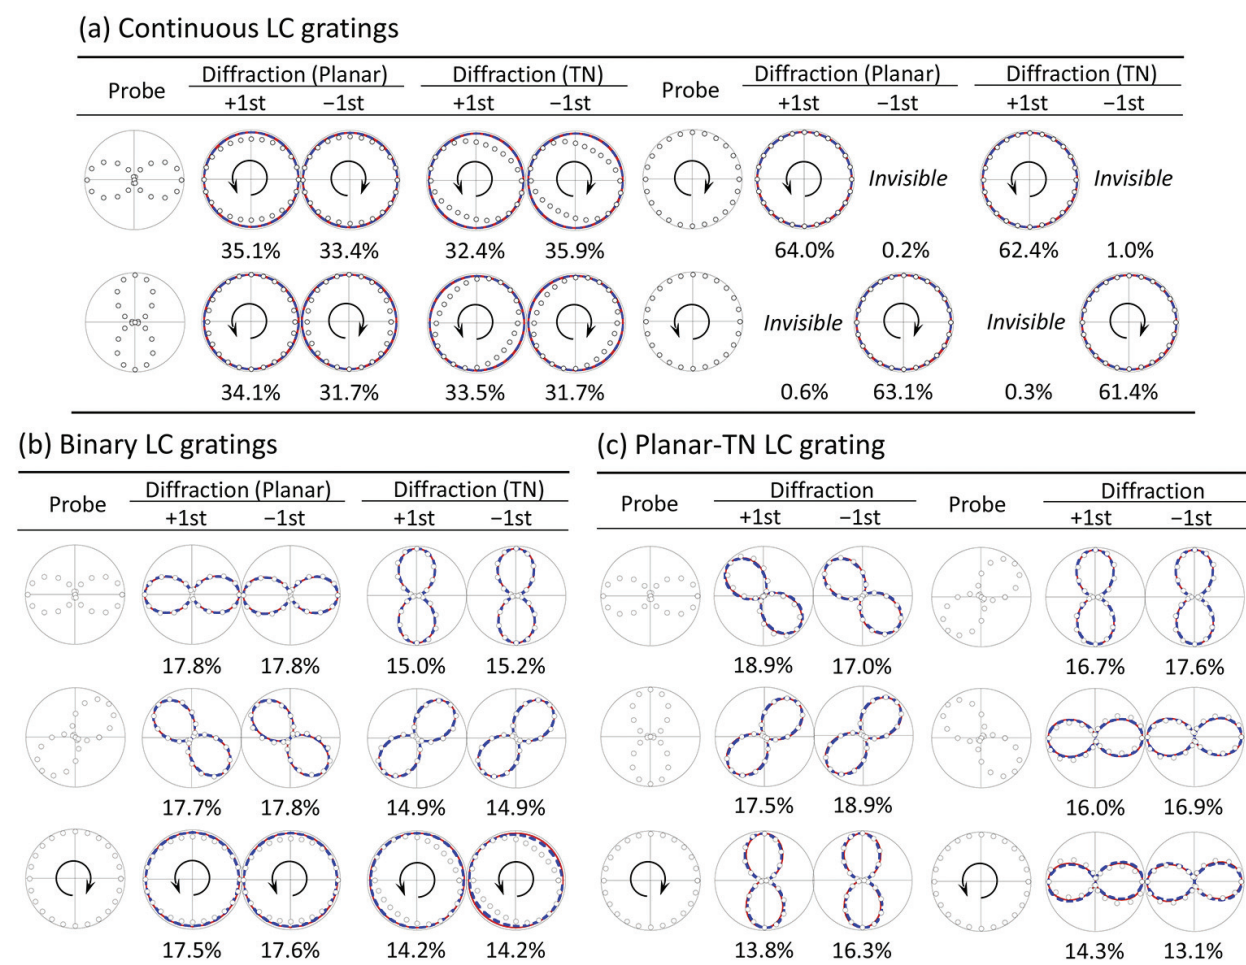 (a) Continuous LC gratings
Probe Diffraction (Planar) Diffraction (TN) Probe Diffraction (Planar) Diffraction (TN)
+1st −1st +1st −1st +1st −1st +1st −1st
Invisible Invisible
35.1% 33.4% 32.4% 35.9% 64.0% 0.2% 62.4% 1.0%
Invisible Invisible
34.1% 31.7% 33.5% 31.7% 0.6% 63.1% 0.3% 61.4%
(b) Binary LC gratings
Probe Diffraction (Planar) Diffraction (TN)
+1st −1st +1st −1st
17.8% 17.8% 15.0% 15.2%
17.7% 17.8% 14.9% 14.9%
17.5% 17.6% 14.2% 14.2%
(c) Planar-TN LC grating
Probe Diffraction Probe Diffraction
+1st −1st +1st −1st
18.9% 17.0% 16.7% 17.6%
17.5% 18.9% 16.0% 16.9%
13.8% 16.3% 14.3% 13.1%